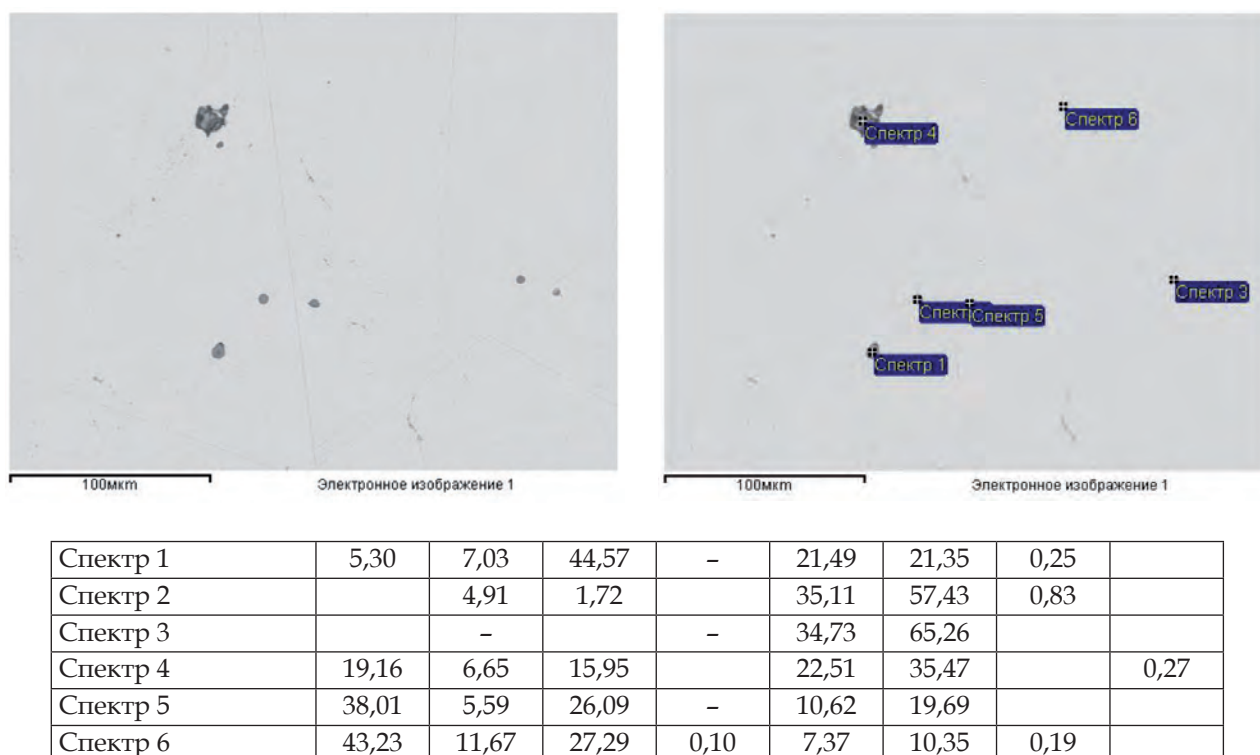 Спектр 4
Спектр 6
Спектр 3
Спект
Спектр 5
Спектр 1
100мкm Электронное изображение 1
100мкm Электронное изображение 1
Спектр 1 5,30 7,03 44,57 – 21,49 21,35 0,25
Спектр 2 4,91 1,72 35,11 57,43 0,83
Спектр 3 – – 34,73 65,26
Спектр 4 19,16 6,65 15,95 22,51 35,47 0,27
Спектр 5 38,01 5,59 26,09 – 10,62 19,69
Спектр 6 43,23 11,67 27,29 0,10 7,37 10,35 0,19